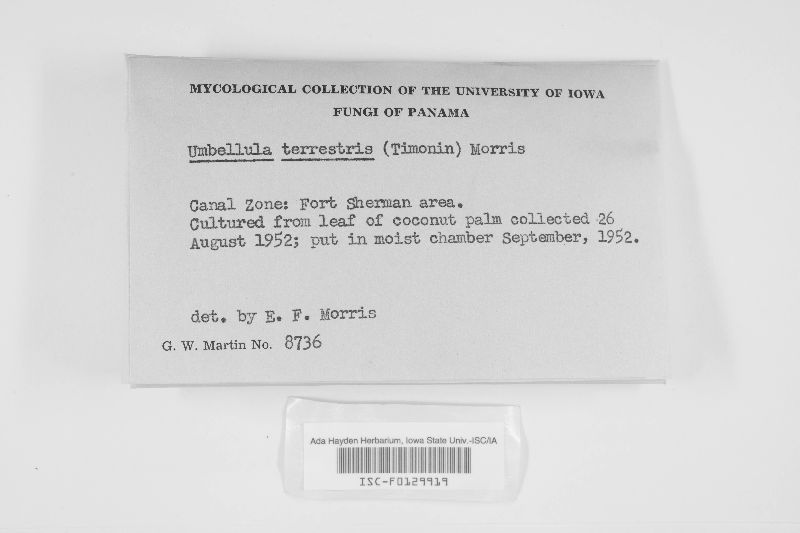 MYCOLOGICAL COLLECTION OF THE UNIVERSITY OF IOWA
FUNGI OF PANAMA
Umbellula terrestris (Timonin) Morris
Canal Zone: Fort Sherman area.
Cultured from leaf of coconut palm collected 26
August 1952; put in moist chamber September, 1952.
det. by E. F. Morris
G. W. Martin No. 8736
Ada Hayden Herbarium, Iowa State Univ.-ISC/IA
ISC-F0129919